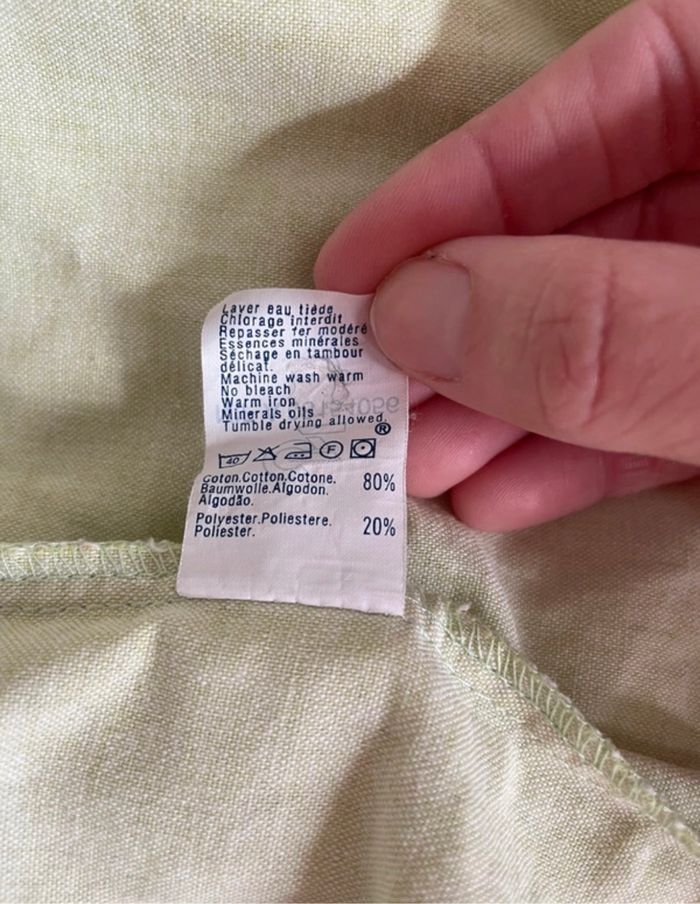 Laver eau tiède
Chlorage interdit
Repasser fer modéré
Essences minérales
Séchage en tambour
délicat.
Machine wash warm
No bleach
Warm iron
Minerals oils
Tumble drying allowed.
®
40 F
Coton.Cotton.Cotone. 80%
Baumwolle.Algodon.
Algodão.
Polyester.Poliestere. 20%
Poliester.